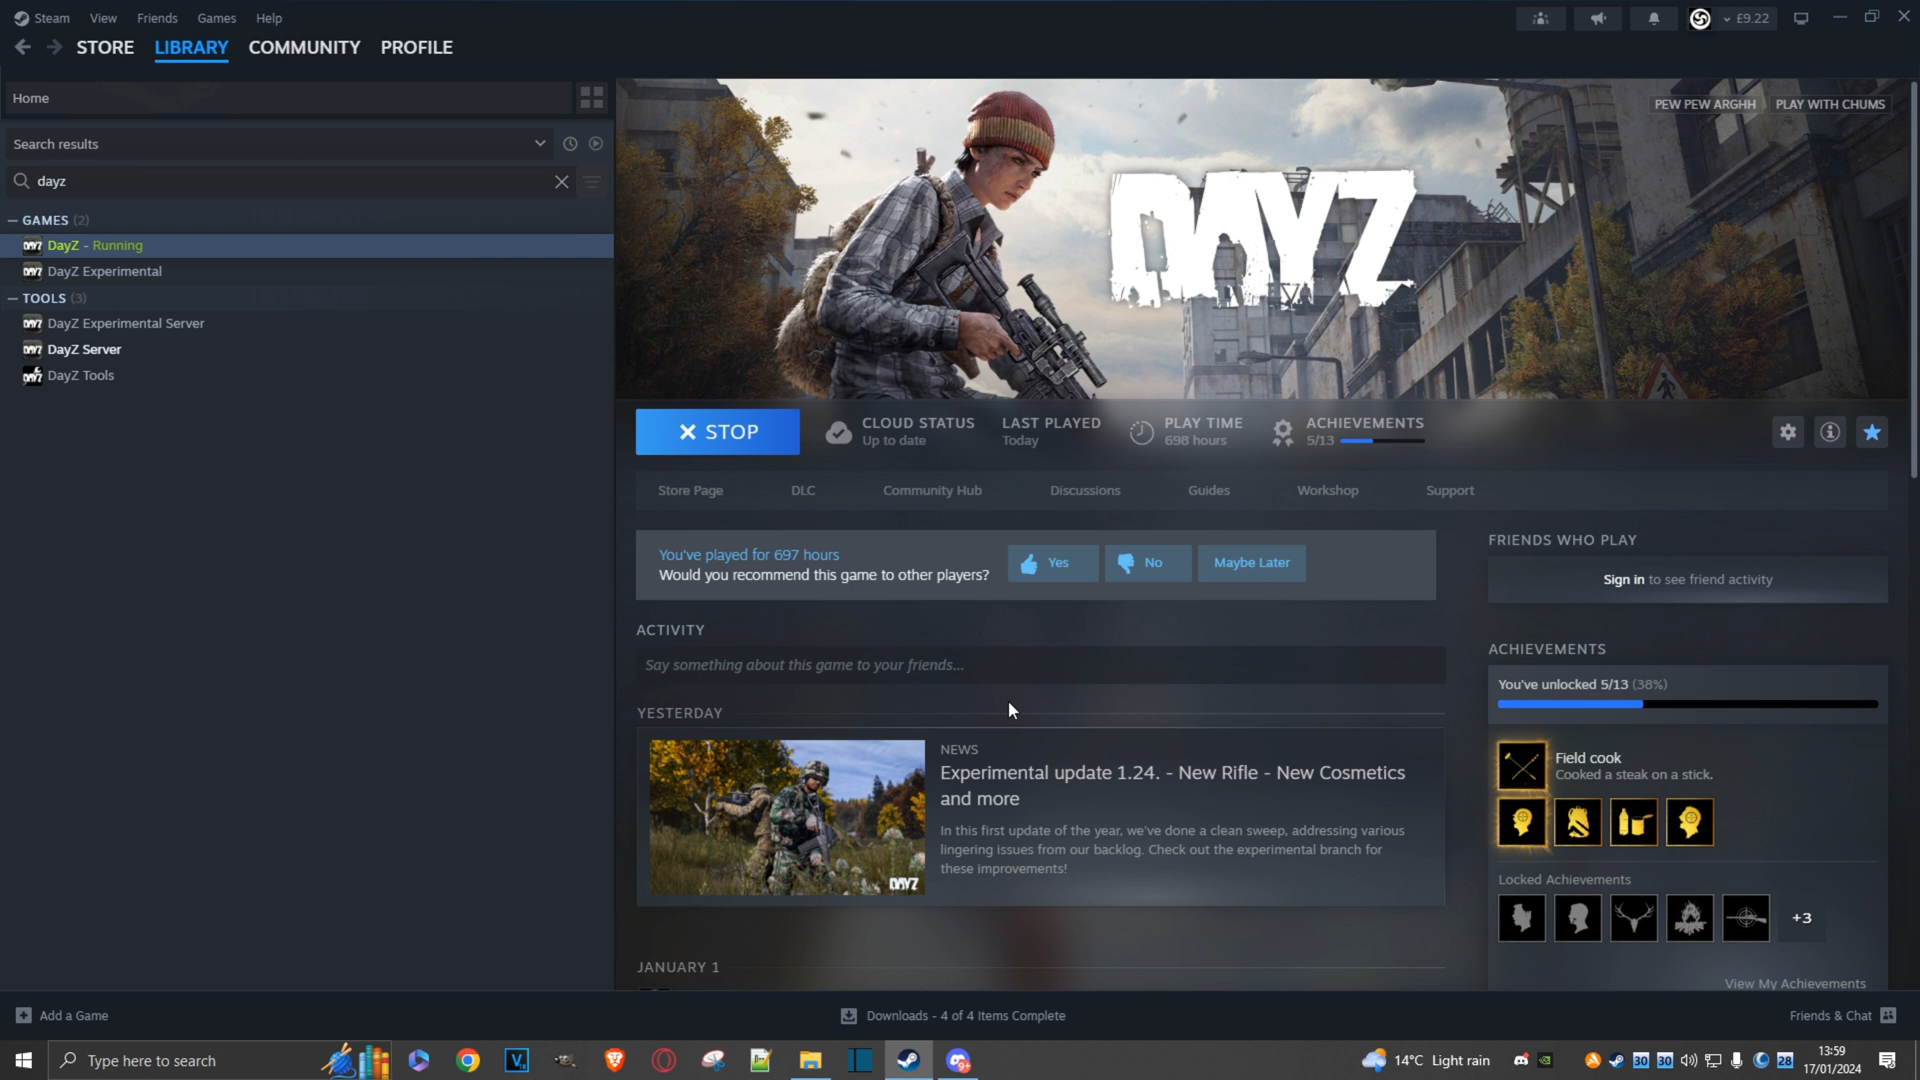 Steam View Friends Games Help
£9.22
STORE LIBRARY COMMUNITY PROFILE
Home
PEW PEW ARGHH PLAY WITH CHUMS
Search results
dayz
DAYZ
GAMES (2)
DayZ - Running
DayZ Experimental
TOOLS (3)
DayZ Experimental Server
DayZ Server
DayZ Tools
STOP
CLOUD STATUS
Up to date
LAST PLAYED
Today
PLAY TIME
698 hours
ACHIEVEMENTS
5/13
Store Page DLC Community Hub Discussions Guides Workshop Support
You've played for 697 hours
Would you recommend this game to other players?
Yes No Maybe Later
FRIENDS WHO PLAY
Sign in to see friend activity
ACTIVITY
Say something about this game to your friends...
ACHIEVEMENTS
You've unlocked 5/13 (38%)
YESTERDAY
NEWS
Experimental update 1.24. - New Rifle - New Cosmetics
and more
In this first update of the year, we've done a clean sweep, addressing various
lingering issues from our backlog. Check out the experimental branch for
these improvements!
DAYZ
Field cook
Cooked a steak on a stick.
Locked Achievements
+3
JANUARY 1
View My Achievements
Add a Game
Downloads - 4 of 4 Items Complete
Friends & Chat
Type here to search
14°C Light rain
30 30 28
13:59
17/01/2024